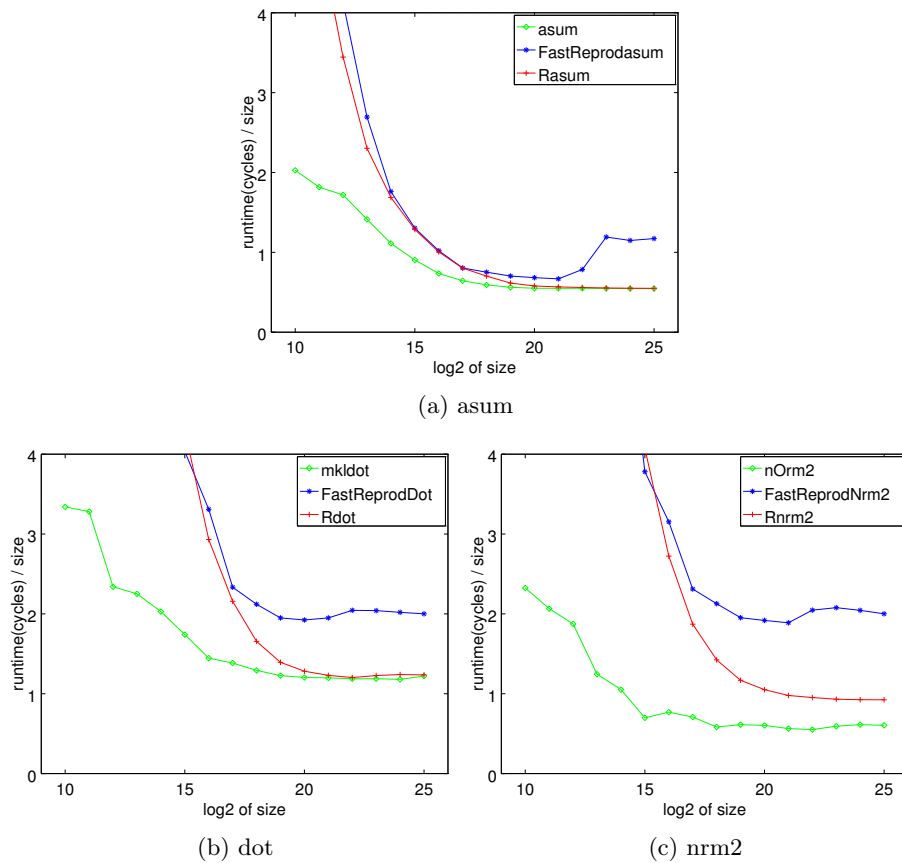 4
3
2
1
0
10
15
20
25
runtime(cycles) / size
log2 of size
asum
FastReprodasum
Rasum
(a) asum
4
3
2
1
0
10
15
20
25
runtime(cycles) / size
log2 of size
mkldot
FastReprodDot
Rdot
(b) dot
4
3
2
1
0
10
15
20
25
runtime(cycles) / size
log2 of size
nOrm2
FastReprodNrm2
Rnrm2
(c) nrm2